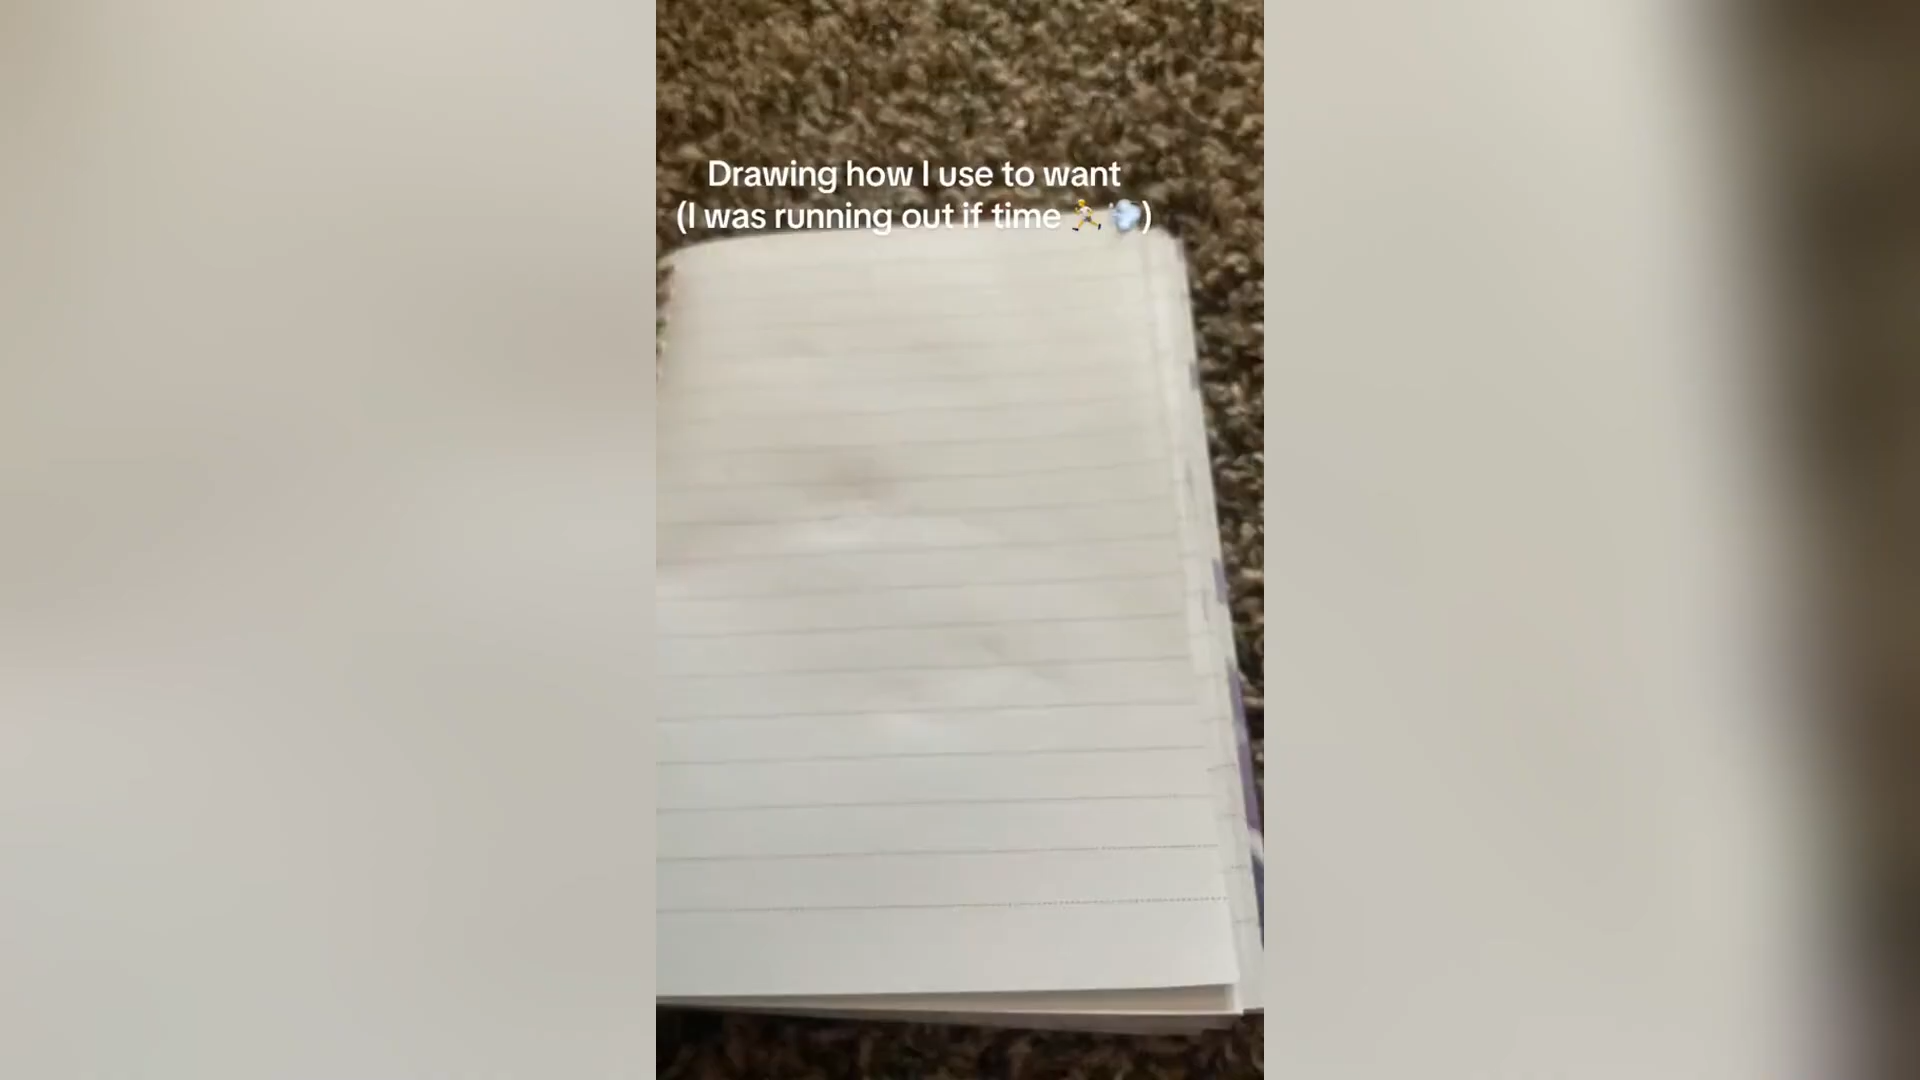 Drawing how I use to want
(I was running out if time 🏃💨)